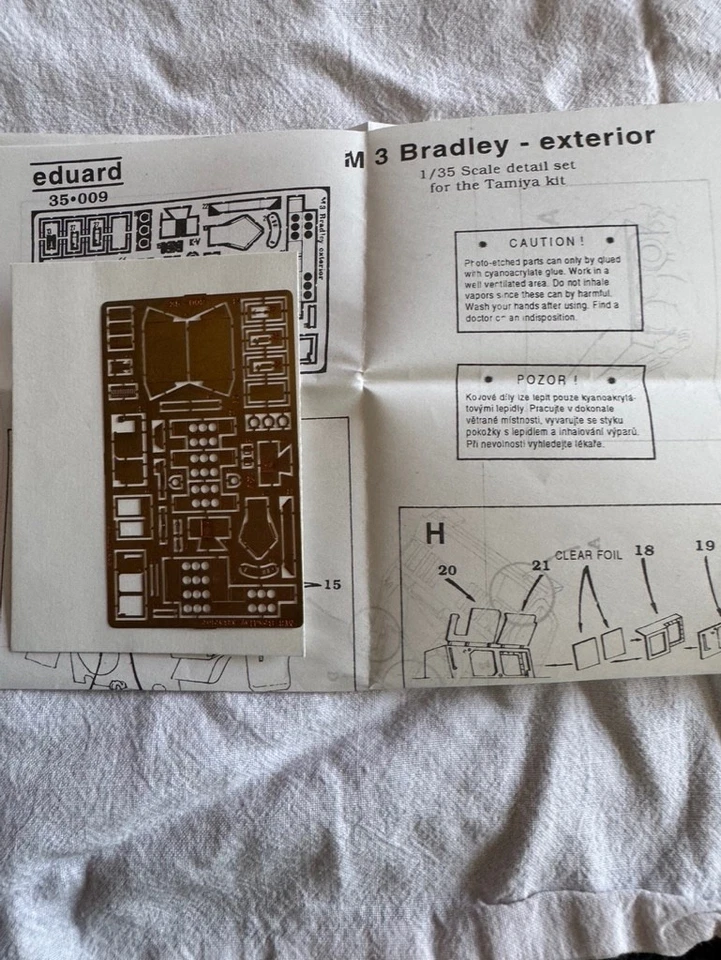 eduard
35•009
M3 Bradley exterior
M 3 Bradley - exterior
1/35 Scale detail set
for the Tamiya kit
CAUTION !
Photo-etched parts can only by glued
with cyanoacrylate glue. Work in a
well ventilated area. Do not inhale
vapors since these can by harmful.
Wash your hands after using. Find a
doctor on an indisposition.
POZOR !
Kovové díly lze lepit pouze kyanoakrylá-
tovými lepidly. Pracujte v dokonale
větrané místnosti, vyvarujte se styku
pokožky s lepidlem a inhalování výparů.
Při nevolnosti vyhledejte lékaře.
15
H
20
21
CLEAR FOIL
18
19
M3 Bradley exterior